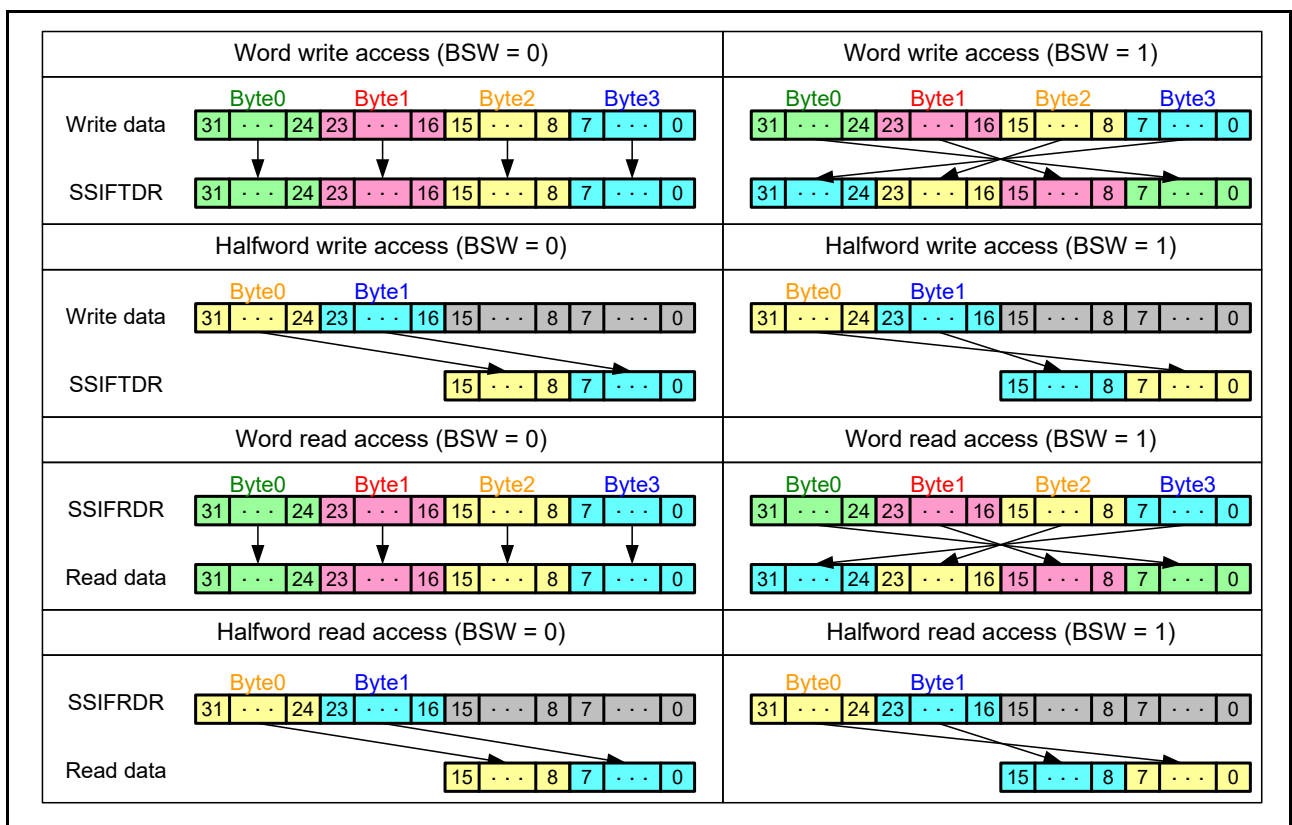 Word write access (BSW = 0) Word write access (BSW = 1)
Byte0 Byte1 Byte2 Byte3 Byte0 Byte1 Byte2 Byte3
Write data 31 · · · 24 23 · · · 16 15 · · · 8 7 · · · 0 31 · · · 24 23 · · · 16 15 · · · 8 7 · · · 0
SSIFTDR 31 · · · 24 23 · · · 16 15 · · · 8 7 · · · 0 31 · · · 24 23 · · · 16 15 · · · 8 7 · · · 0
Halfword write access (BSW = 0) Halfword write access (BSW = 1)
Byte0 Byte1 Byte0 Byte1
Write data 31 · · · 24 23 · · · 16 15 · · · 8 7 · · · 0 31 · · · 24 23 · · · 16 15 · · · 8 7 · · · 0
SSIFTDR 15 · · · 8 7 · · · 0 15 · · · 8 7 · · · 0
Word read access (BSW = 0) Word read access (BSW = 1)
Byte0 Byte1 Byte2 Byte3 Byte0 Byte1 Byte2 Byte3
SSIFRDR 31 · · · 24 23 · · · 16 15 · · · 8 7 · · · 0 31 · · · 24 23 · · · 16 15 · · · 8 7 · · · 0
Read data 31 · · · 24 23 · · · 16 15 · · · 8 7 · · · 0 31 · · · 24 23 · · · 16 15 · · · 8 7 · · · 0
Halfword read access (BSW = 0) Halfword read access (BSW = 1)
Byte0 Byte1 Byte0 Byte1
SSIFRDR 31 · · · 24 23 · · · 16 15 · · · 8 7 · · · 0 31 · · · 24 23 · · · 16 15 · · · 8 7 · · · 0
Read data 15 · · · 8 7 · · · 0 15 · · · 8 7 · · · 0